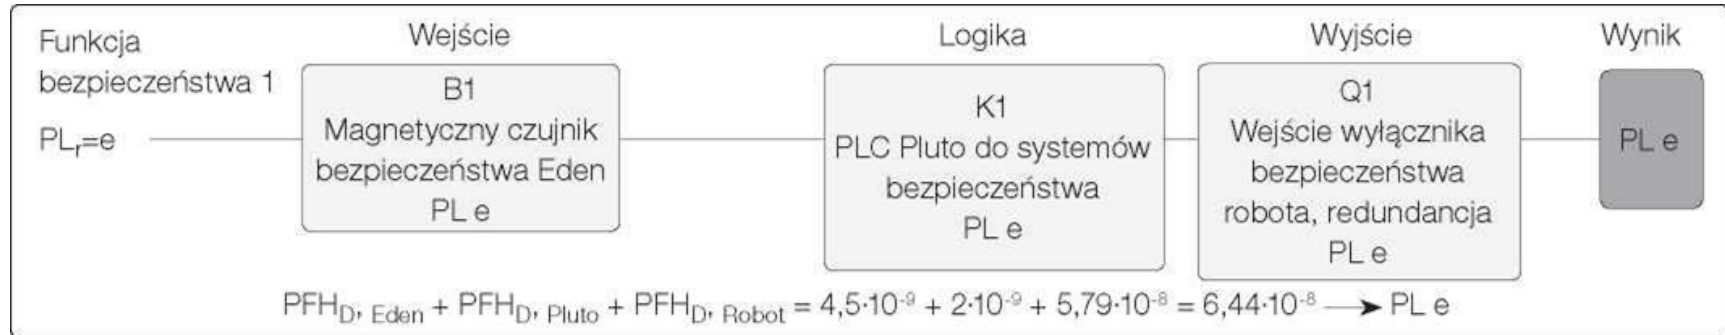 Funkcja
bezpieczeństwa 1
PLr=e
Wejście
B1
Magnetyczny czujnik
bezpieczeństwa Eden
PL e
Logika
K1
PLC Pluto do systemów
bezpieczeństwa
PL e
Wyjście
Q1
Wejście wyłącznika
bezpieczeństwa
robota, redundancja
PL e
Wynik
PL e
PFHD, Eden + PFHD, Pluto + PFHD, Robot = 4,5·10-9 + 2·10-9 + 5,79·10-8 = 6,44·10-8 → PL e